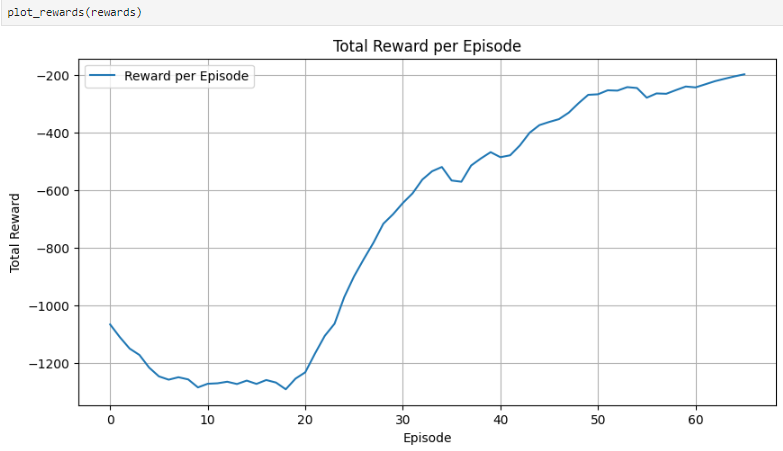 plot_rewards(rewards)
Total Reward per Episode
Reward per Episode
−200
−400
−600
−800
−1000
−1200
Total Reward
0 10 20 30 40 50 60
Episode